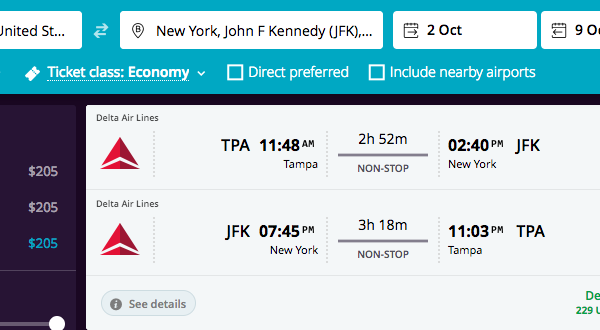 United St...
New York, John F Kennedy (JFK),...
2 Oct
9 Oc
Ticket class: Economy
Direct preferred
Include nearby airports
$205
$205
$205
Delta Air Lines
TPA 11:48 AM
Tampa
2h 52m
NON-STOP
02:40 PM JFK
New York
Delta Air Lines
JFK 07:45 PM
New York
3h 18m
NON-STOP
11:03 PM TPA
Tampa
See details
De
229 U